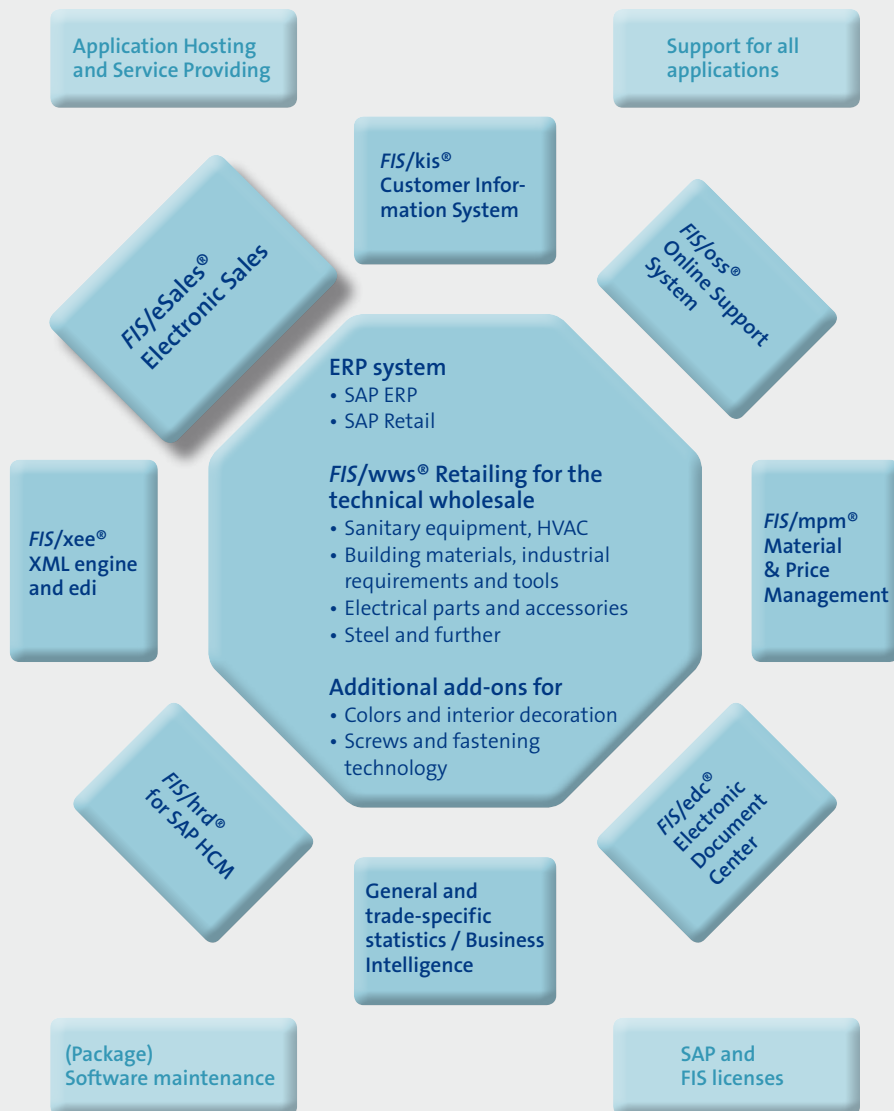 Application Hosting
and Service Providing
Support for all
applications
FIS/kis®
Customer Infor-
mation System
FIS/eSales®
Electronic Sales
FIS/oss®
Online Support
System
ERP system
• SAP ERP
• SAP Retail
FIS/wws® Retailing for the
technical wholesale
• Sanitary equipment, HVAC
• Building materials, industrial
requirements and tools
• Electrical parts and accessories
• Steel and further
Additional add-ons for
• Colors and interior decoration
• Screws and fastening
technology
FIS/xee®
XML engine
and edi
FIS/mpm®
Material
& Price
Management
FIS/hrd®
for SAP HCM
FIS/edc®
Electronic
Document
Center
General and
trade-specific
statistics / Business
Intelligence
(Package)
Software maintenance
SAP and
FIS licenses